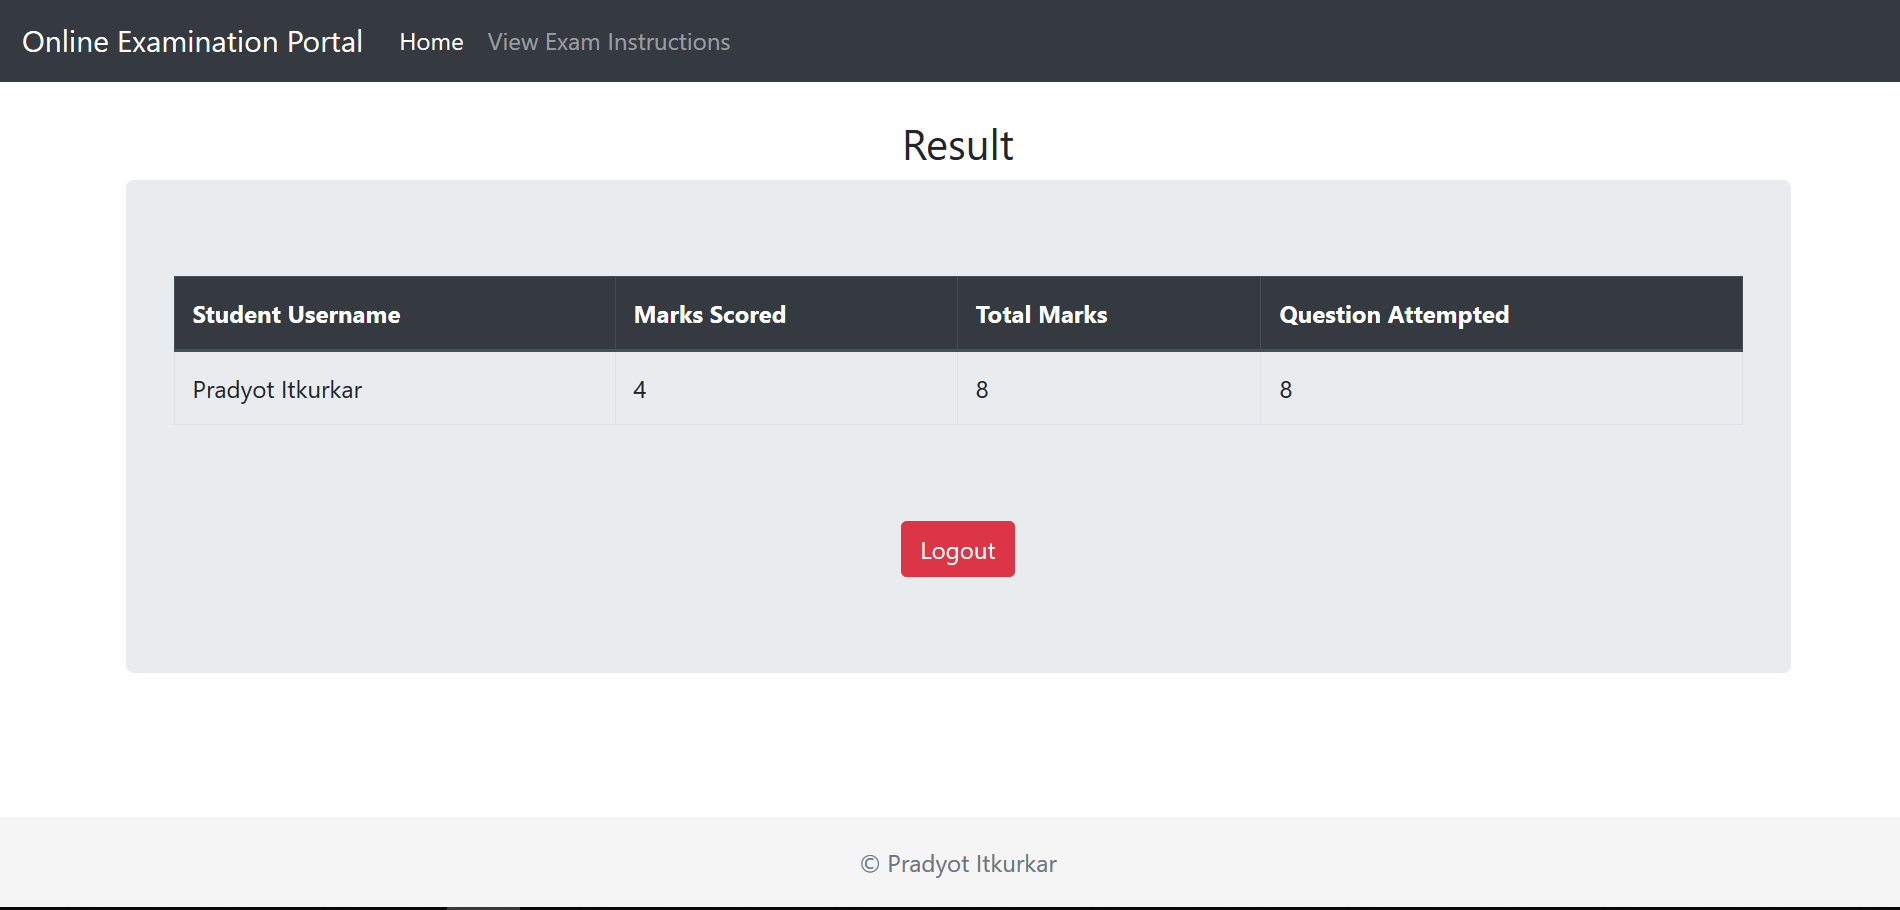 Online Examination Portal Home View Exam Instructions
Result
Student Username Marks Scored Total Marks Question Attempted
Pradyot Itkurkar 4 8 8
Logout
© Pradyot Itkurkar